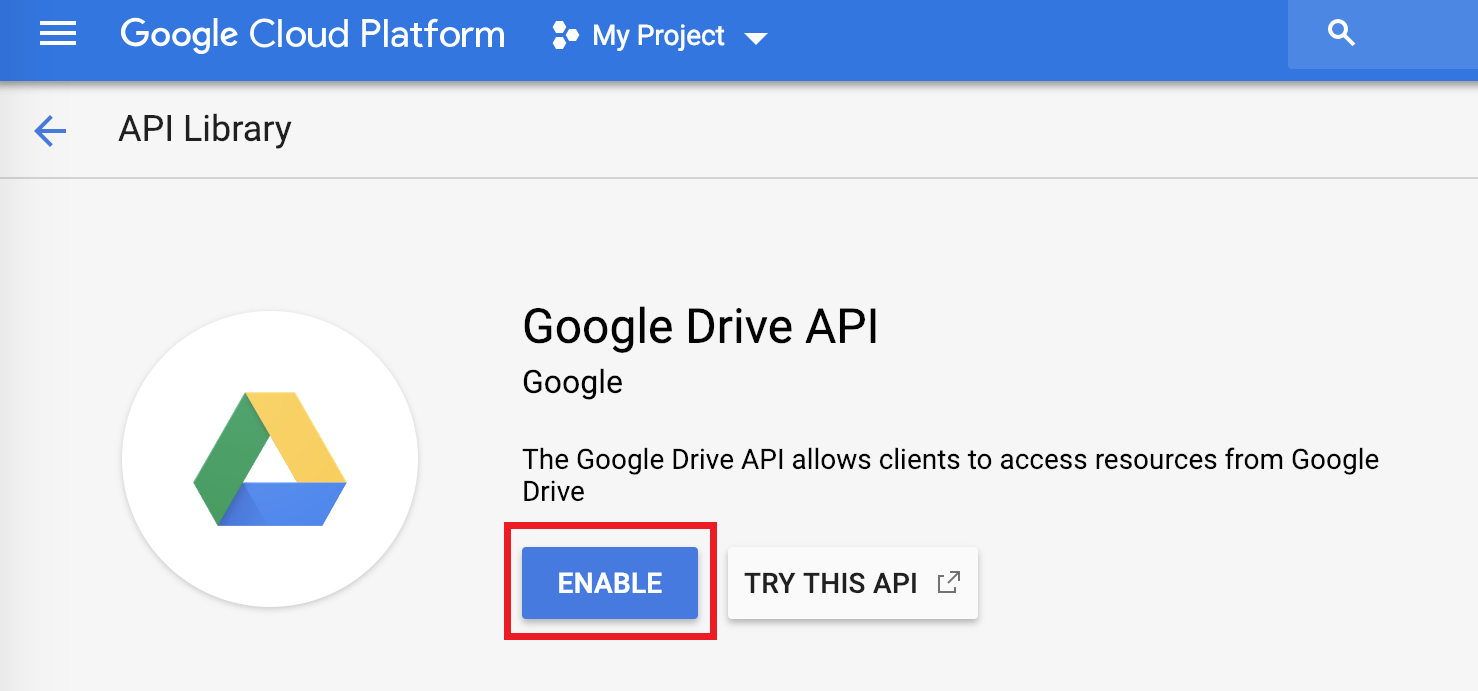 Google Cloud Platform My Project
API Library
Google Drive API
Google
The Google Drive API allows clients to access resources from Google
Drive
ENABLE TRY THIS API